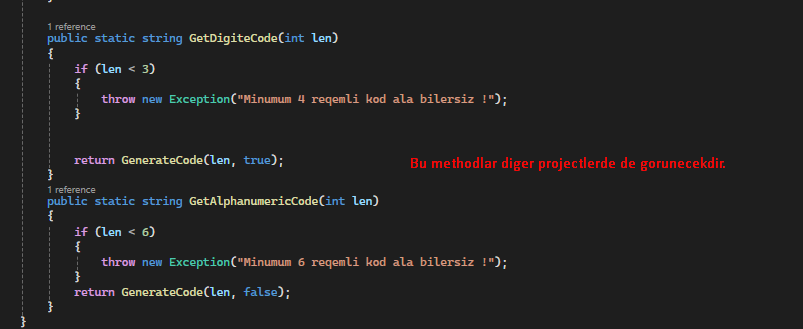 1 reference
public static string GetDigiteCode(int len)
{
if (len < 3)
{
throw new Exception("Minumum 4 reqemli kod ala bilersiz !");
}
return GenerateCode(len, true);
Bu methodlar diger projectlerde de gorunecekdir.
}
1 reference
public static string GetAlphanumericCode(int len)
{
if (len < 6)
{
throw new Exception("Minumum 6 reqemli kod ala bilersiz !");
}
return GenerateCode(len, false);
}
}